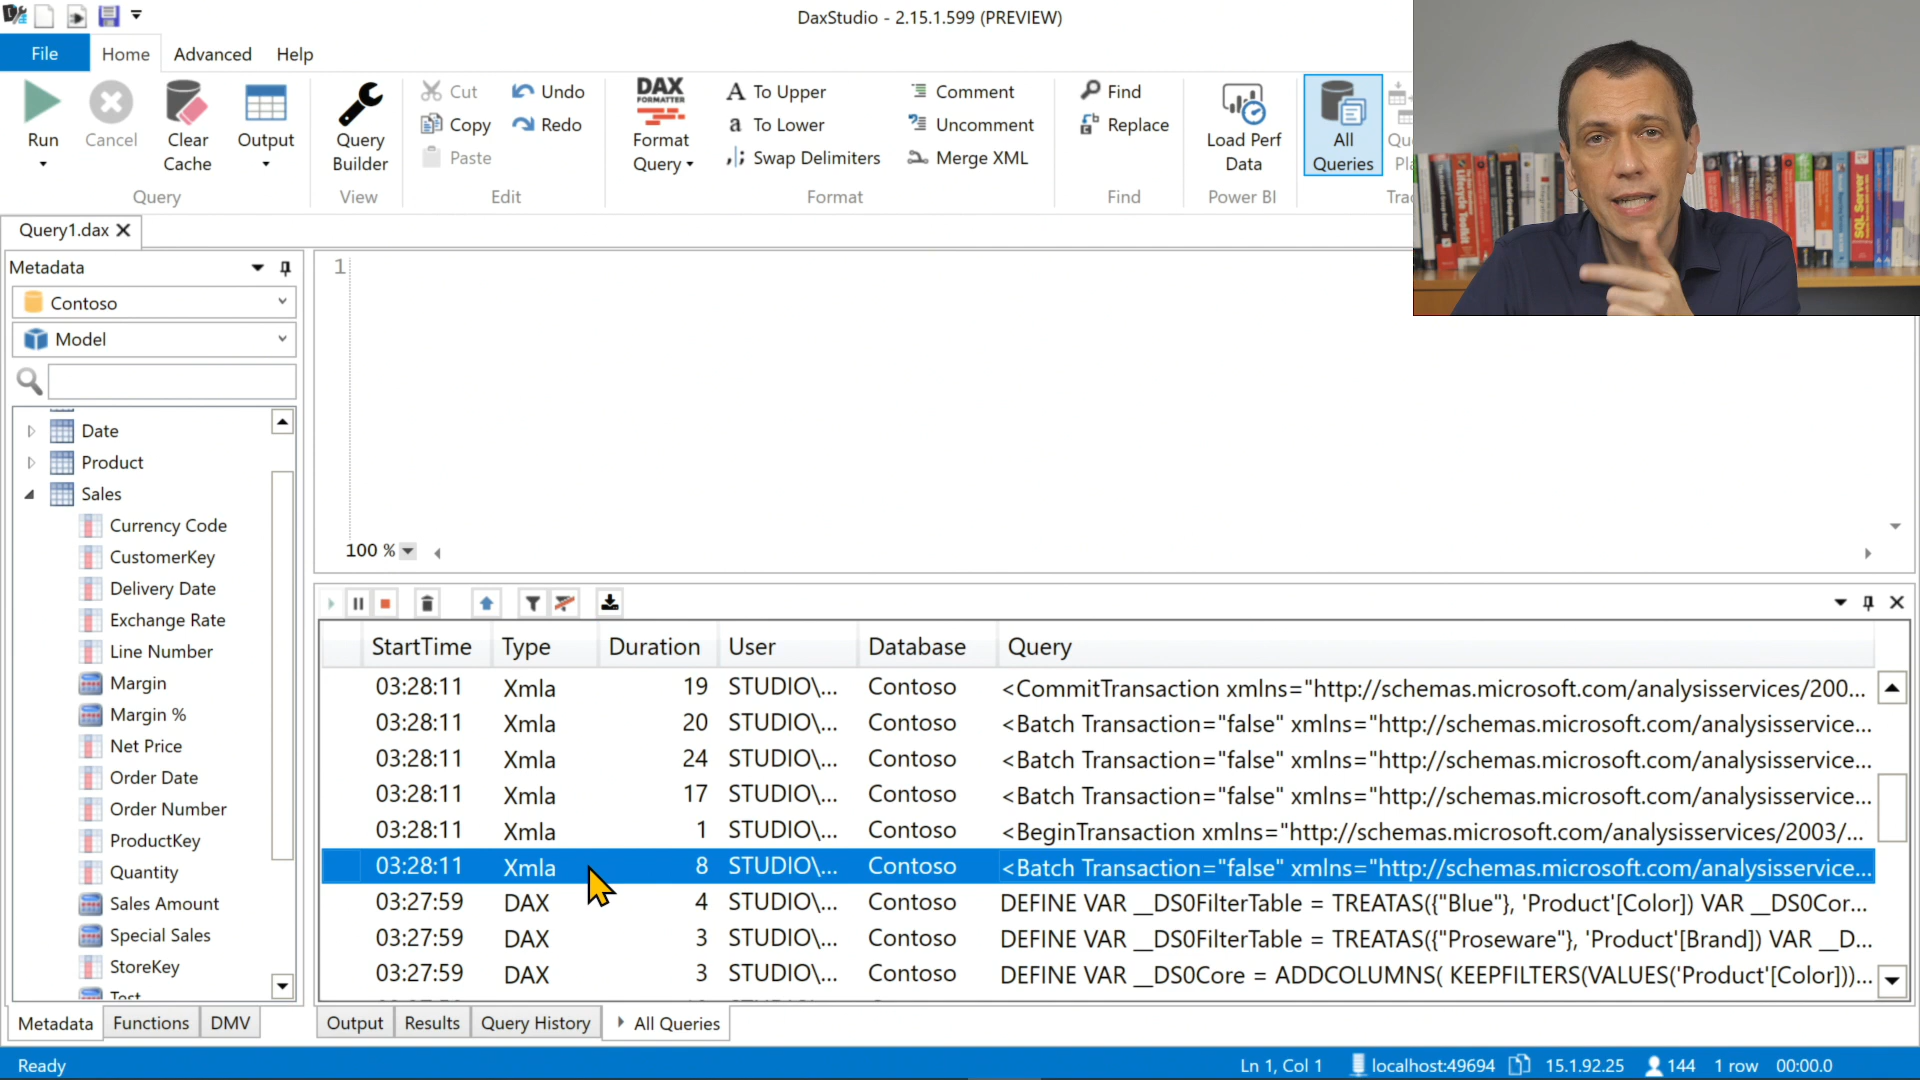 DaxStudio - 2.15.1.599 (PREVIEW)
File Home Advanced Help
Run
Cancel
Clear Cache
Output
Query
Query Builder
View
Cut
Copy
Paste
Undo
Redo
Edit
DAX FORMATTER
Format Query
To Upper
To Lower
Swap Delimiters
Comment
Uncomment
Merge XML
Format
Find
Replace
Find
Load Perf Data
Power BI
All Queries
Query1.dax
Metadata
Contoso
Model
Date
Product
Sales
Currency Code
CustomerKey
Delivery Date
Exchange Rate
Line Number
Margin
Margin %
Net Price
Order Date
Order Number
ProductKey
Quantity
Sales Amount
Special Sales
StoreKey
Test
Metadata Functions DMV
1
100 %
StartTime Type Duration User Database Query
03:28:11 Xmla 19 STUDIO\... Contoso <CommitTransaction xmlns="http://schemas.microsoft.com/analysisservices/200...
03:28:11 Xmla 20 STUDIO\... Contoso <Batch Transaction="false" xmlns="http://schemas.microsoft.com/analysisservice...
03:28:11 Xmla 24 STUDIO\... Contoso <Batch Transaction="false" xmlns="http://schemas.microsoft.com/analysisservice...
03:28:11 Xmla 17 STUDIO\... Contoso <Batch Transaction="false" xmlns="http://schemas.microsoft.com/analysisservice...
03:28:11 Xmla 1 STUDIO\... Contoso <BeginTransaction xmlns="http://schemas.microsoft.com/analysisservices/2003/...
03:28:11 Xmla 8 STUDIO\... Contoso <Batch Transaction="false" xmlns="http://schemas.microsoft.com/analysisservice...
03:27:59 DAX 4 STUDIO\... Contoso DEFINE VAR __DS0FilterTable = TREATAS({"Blue"}, 'Product'[Color]) VAR __DS0Cor...
03:27:59 DAX 3 STUDIO\... Contoso DEFINE VAR __DS0FilterTable = TREATAS({"Proseware"}, 'Product'[Brand]) VAR __D...
03:27:59 DAX 3 STUDIO\... Contoso DEFINE VAR __DS0Core = ADDCOLUMNS( KEEPFILTERS(VALUES('Product'[Color]))...
Output Results Query History All Queries
Ready Ln 1, Col 1 localhost:49694 15.1.92.25 144 1 row 00:00.0
SQL Server